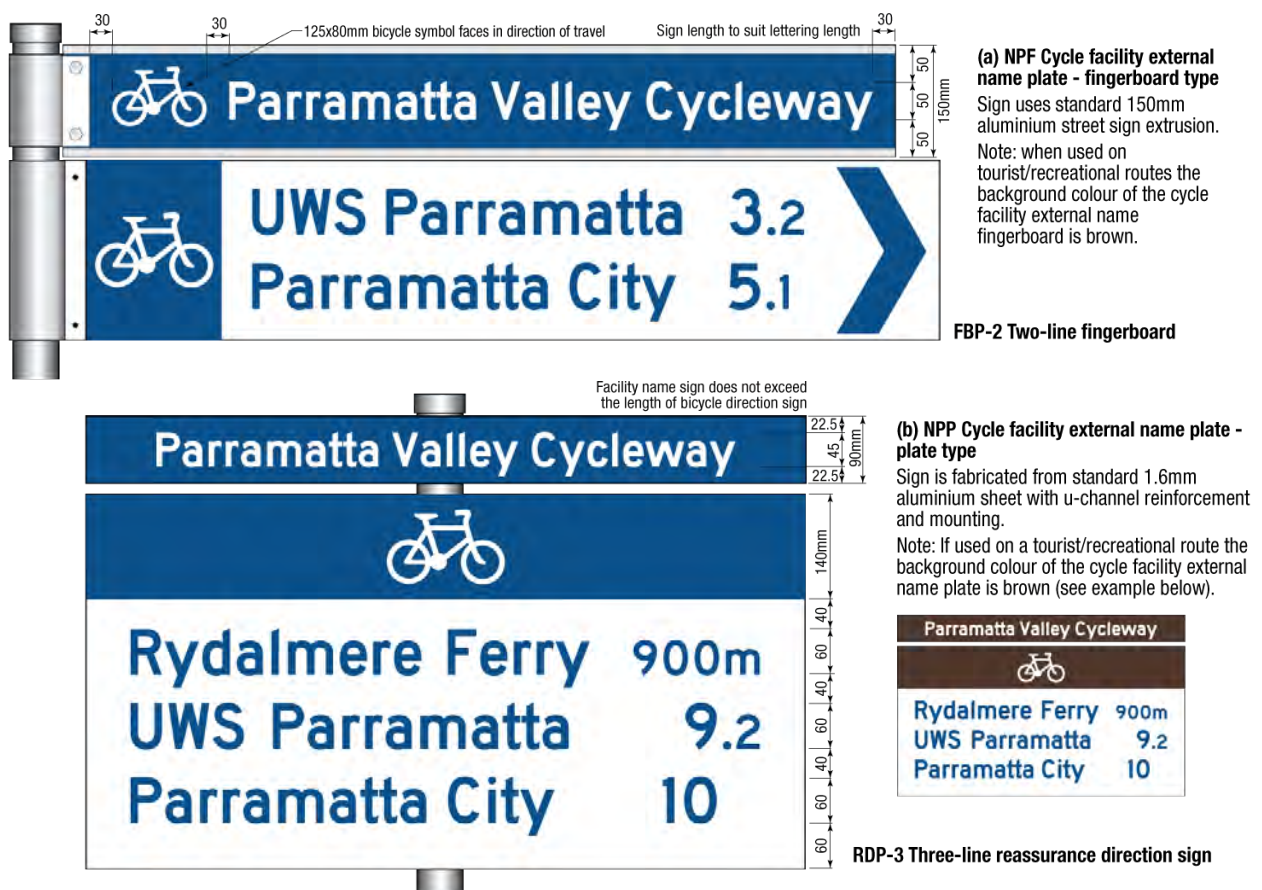 30
30
125x80mm bicycle symbol faces in direction of travel
Sign length to suit lettering length
30
Parramatta Valley Cycleway
50
50
50
150mm
UWS Parramatta 3.2
Parramatta City 5.1
(a) NPF Cycle facility external
name plate - fingerboard type
Sign uses standard 150mm
aluminium street sign extrusion.
Note: when used on
tourist/recreational routes the
background colour of the cycle
facility external name
fingerboard is brown.
FBP-2 Two-line fingerboard
Facility name sign does not exceed
the length of bicycle direction sign
Parramatta Valley Cycleway
22.5
45
22.5
90mm
Rydalmere Ferry 900m
UWS Parramatta 9.2
Parramatta City 10
140mm
40
60
40
60
40
60
60
(b) NPP Cycle facility external name plate -
plate type
Sign is fabricated from standard 1.6mm
aluminium sheet with u-channel reinforcement
and mounting.
Note: If used on a tourist/recreational route the
background colour of the cycle facility external
name plate is brown (see example below).
Parramatta Valley Cycleway
Rydalmere Ferry 900m
UWS Parramatta 9.2
Parramatta City 10
RDP-3 Three-line reassurance direction sign